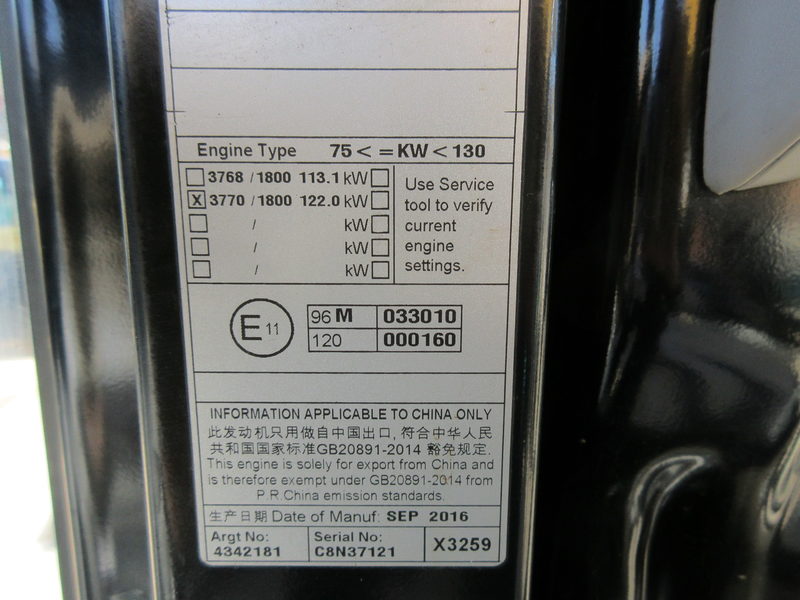 Engine Type 75 < = KW < 130
3768 / 1800 113.1 kW
X 3770 / 1800 122.0 kW
/ kW
/ kW
/ kW
Use Service
tool to verify
current
engine
settings.
E 11
96 M 033010
120 000160
INFORMATION APPLICABLE TO CHINA ONLY
此发动机只用做自中国出口, 符合中华人民
共和国国家标准GB20891-2014 豁免规定.
This engine is solely for export from China and
is therefore exempt under GB20891-2014 from
P.R.China emission standards.
生产日期 Date of Manuf: SEP 2016
Argt No:
4342181
Serial No:
C8N37121
X3259